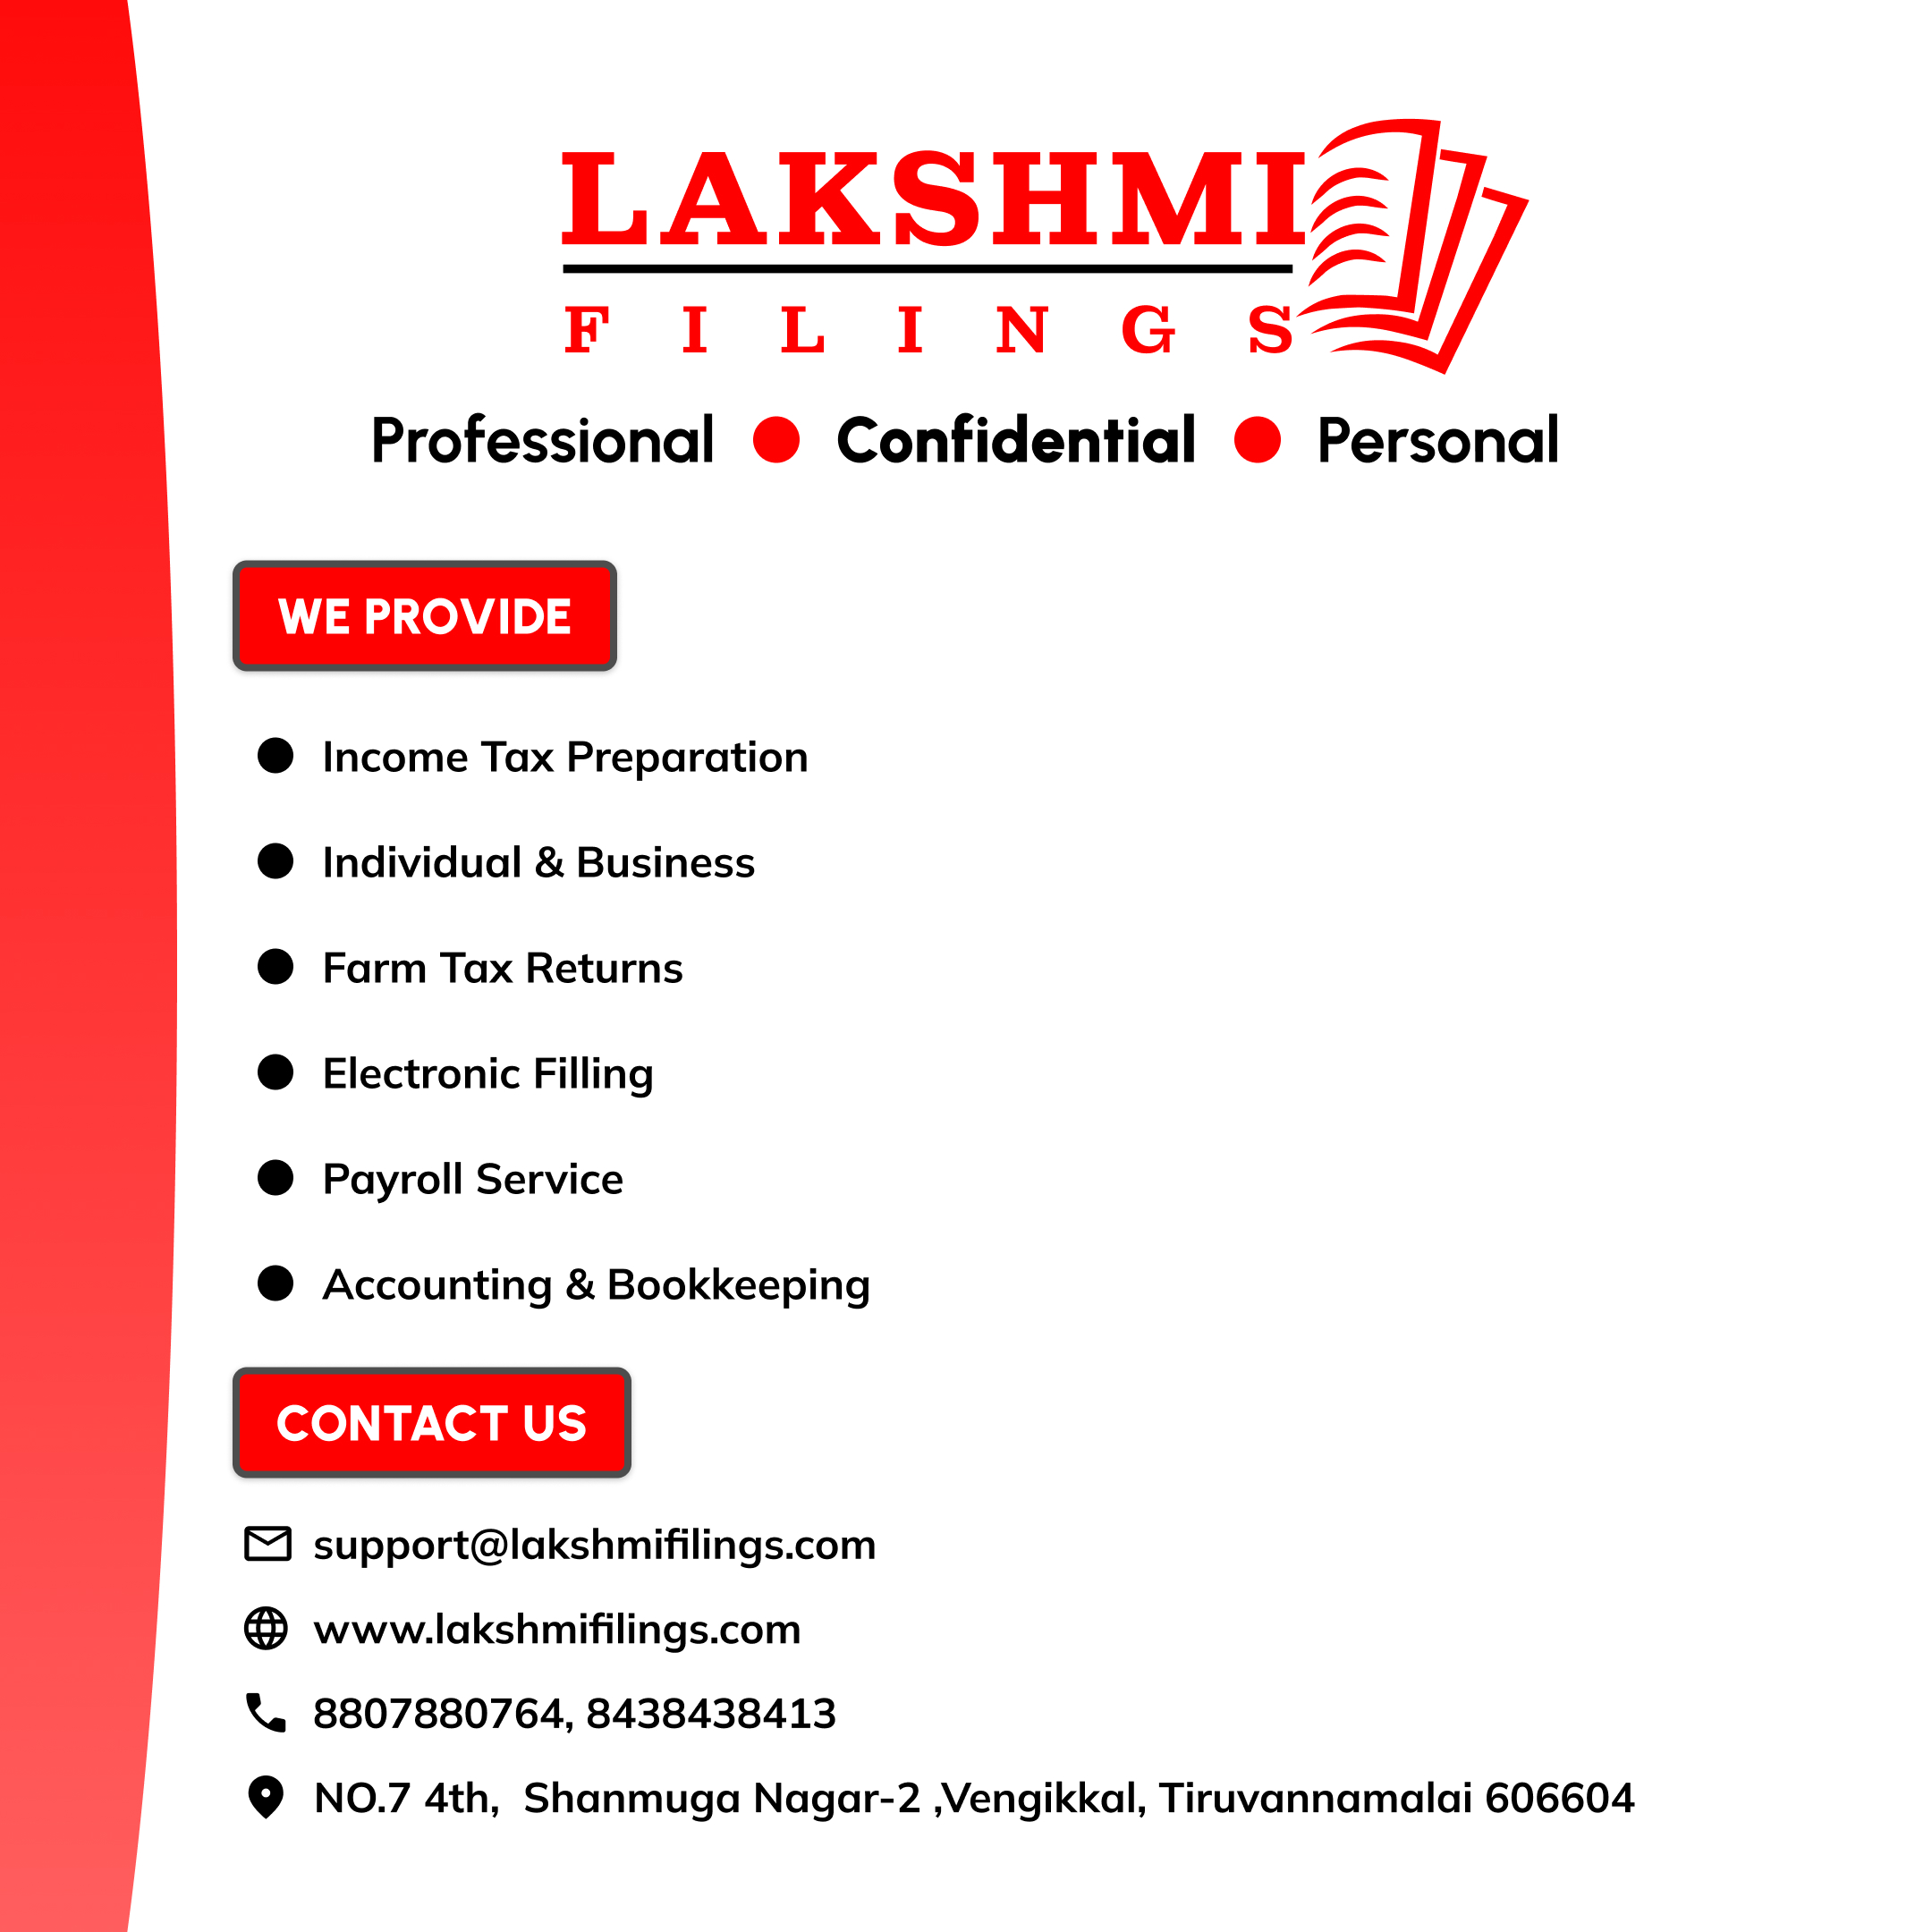 LAKSHMI
FILINGS
Professional ● Confidential ● Personal
WE PROVIDE
● Income Tax Preparation
● Individual & Business
● Farm Tax Returns
● Electronic Filling
● Payroll Service
● Accounting & Bookkeeping
CONTACT US
support@lakshmifilings.com
www.lakshmifilings.com
8807880764, 8438438413
NO.7 4th,  Shanmuga Nagar-2 ,Vengikkal, Tiruvannamalai 606604